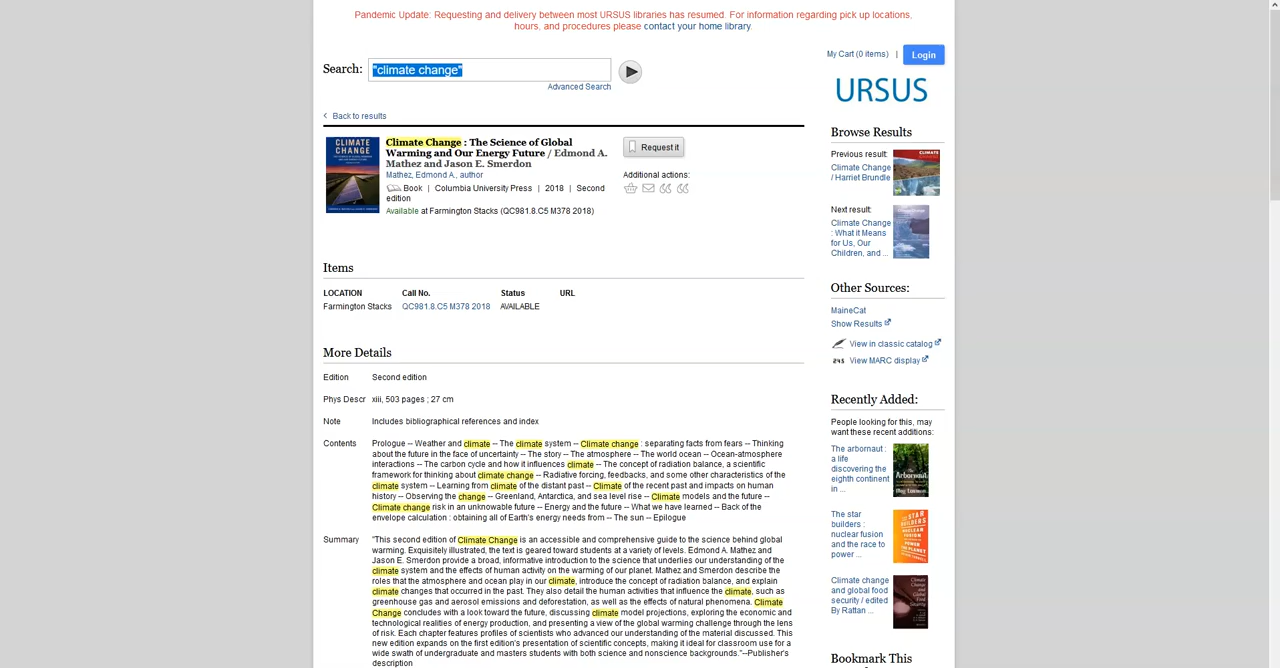 Pandemic Update: Requesting and delivery between most URSUS libraries has resumed. For information regarding pick up locations,
hours, and procedures please contact your home library.
My Cart (0 items) | Login
Search: "climate change"
Advanced Search
URSUS
Back to results
CLIMATE
CHANGE
Climate Change : The Science of Global
Warming and Our Energy Future / Edmond A.
Mathez and Jason E. Smerdon
Mathez, Edmond A., author
Book | Columbia University Press | 2018 | Second
edition
Available at Farmington Stacks (QC981.8.C5 M378 2018)
Request it
Additional actions:
Items
LOCATION Call No. Status URL
Farmington Stacks QC981.8.C5 M378 2018 AVAILABLE
More Details
Edition Second edition
Phys Descr xiii, 503 pages ; 27 cm
Note Includes bibliographical references and index
Contents Prologue -- Weather and climate -- The climate system -- Climate change : separating facts from fears -- Thinking
about the future in the face of uncertainty -- The story -- The atmosphere -- The world ocean -- Ocean-atmosphere
interactions -- The carbon cycle and how it influences climate -- The concept of radiation balance, a scientific
framework for thinking about climate change -- Radiative forcing, feedbacks, and some other characteristics of the
climate system -- Learning from climate of the distant past -- Climate of the recent past and impacts on human
history -- Observing the change -- Greenland, Antarctica, and sea level rise -- Climate models and the future --
Climate change risk in an unknowable future -- Energy and the future -- What we have learned -- Back of the
envelope calculation : obtaining all of Earth's energy needs from -- The sun -- Epilogue
Summary "This second edition of Climate Change is an accessible and comprehensive guide to the science behind global
warming. Exquisitely illustrated, the text is geared toward students at a variety of levels. Edmond A. Mathez and
Jason E. Smerdon provide a broad, informative introduction to the science that underlies our understanding of the
climate system and the effects of human activity on the warming of our planet. Mathez and Smerdon describe the
roles that the atmosphere and ocean play in our climate, introduce the concept of radiation balance, and explain
climate changes that occurred in the past. They also detail the human activities that influence the climate, such as
greenhouse gas and aerosol emissions and deforestation, as well as the effects of natural phenomena. Climate
Change concludes with a look toward the future, discussing climate model projections, exploring the economic and
technological realities of energy production, and presenting a view of the global warming challenge through the lens
of risk. Each chapter features profiles of scientists who advanced our understanding of the material discussed. This
new edition expands on the first edition's presentation of scientific concepts, making it ideal for classroom use for a
wide swath of undergraduate and masters students with both science and nonscience backgrounds."--Publisher's
description
Browse Results
Previous result:
Climate Change
/ Harriet Brundle
CLIMATE
Next result:
Climate Change
: What it Means
for Us, Our
Children, and ...
Other Sources:
MaineCat
Show Results
View in classic catalog
245 View MARC display
Recently Added:
People looking for this, may
want these recent additions:
The arbornaut :
a life
discovering the
eighth continent
in ...
The
Arbornaut
The star
builders :
nuclear fusion
and the race to
power ...
THE
STAR
BUILDERS
Climate change
and global food
security / edited
By Rattan ...
Climate
Change and
Global Food
Security
Bookmark This